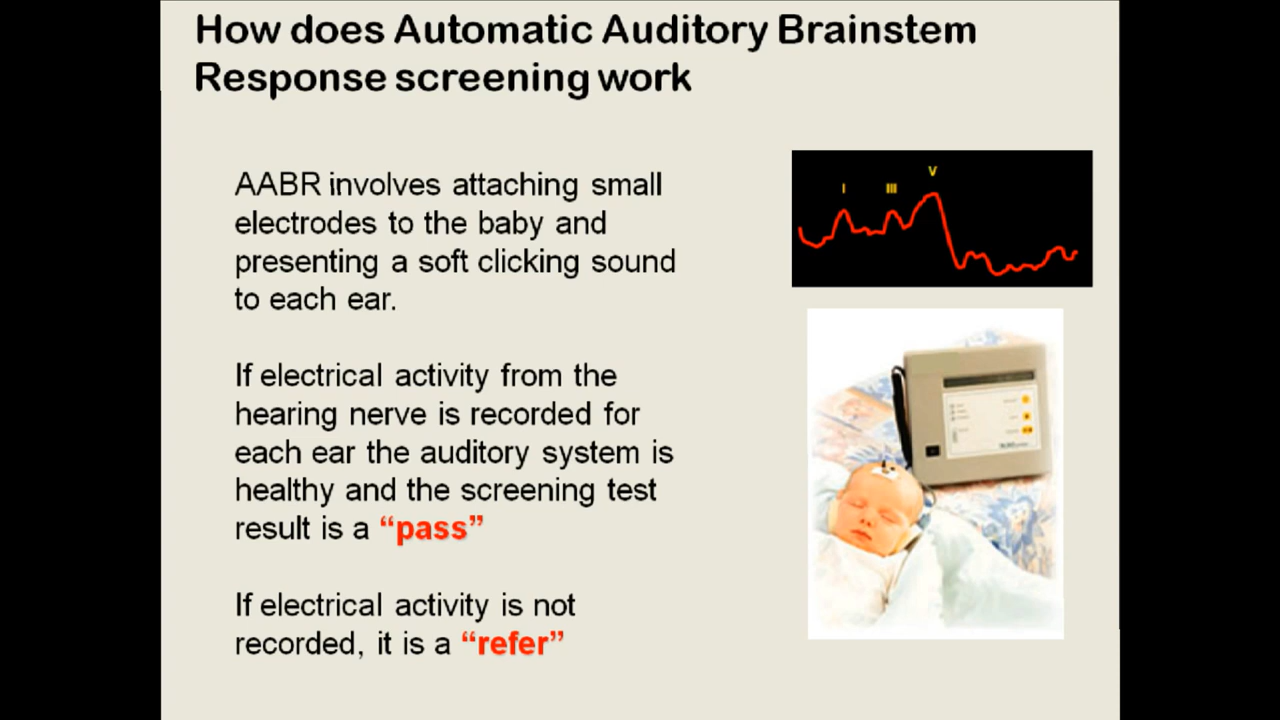 How does Automatic Auditory Brainstem
Response screening work
AABR involves attaching small
electrodes to the baby and
presenting a soft clicking sound
to each ear.
If electrical activity from the
hearing nerve is recorded for
each ear the auditory system is
healthy and the screening test
result is a “pass”
If electrical activity is not
recorded, it is a “refer”
I
III
V